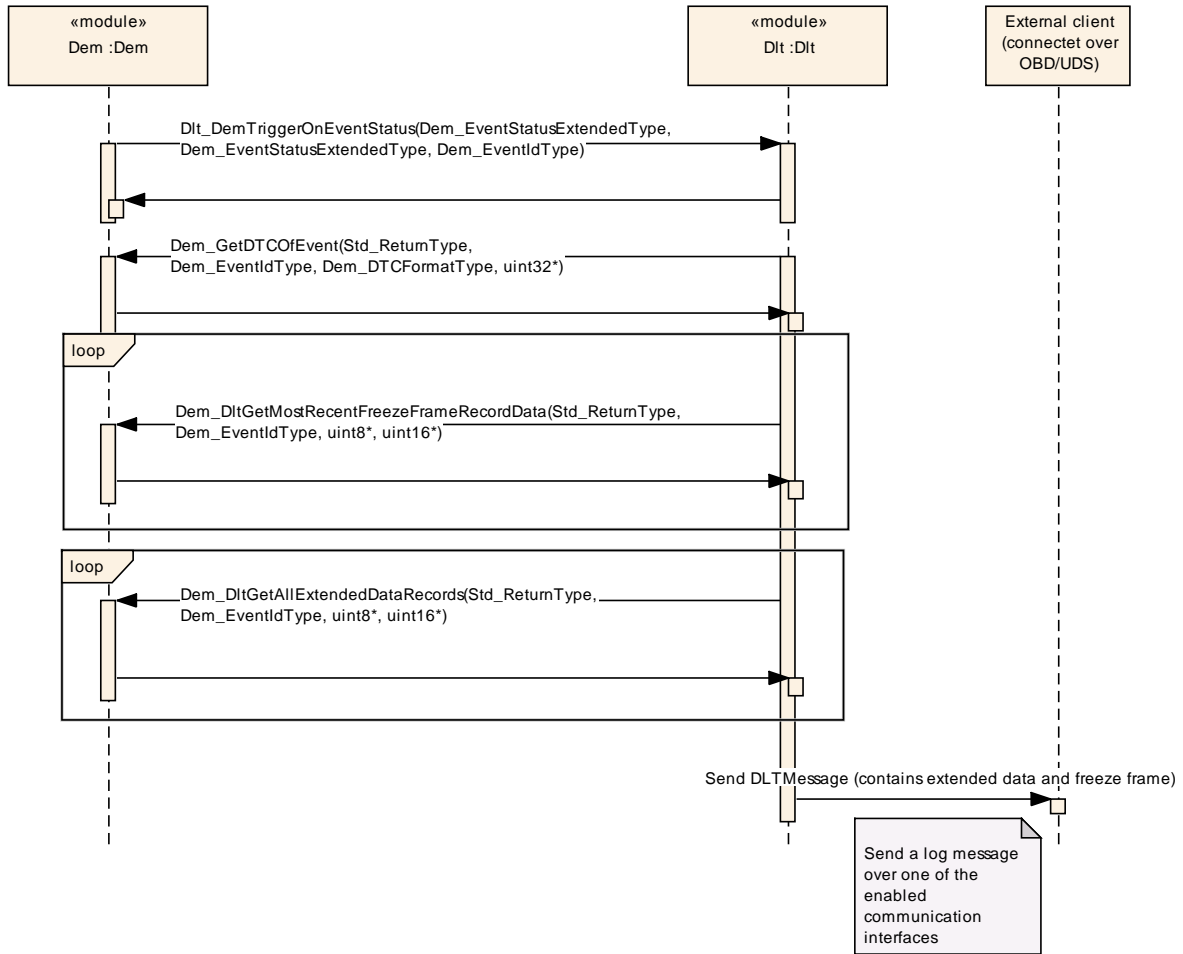 «module»
Dem :Dem
«module»
Dlt :Dlt
External client
(connectet over
OBD/UDS)
Dlt_DemTriggerOnEventStatus(Dem_EventStatusExtendedType,
Dem_EventStatusExtendedType, Dem_EventIdType)
Dem_GetDTCOfEvent(Std_ReturnType,
Dem_EventIdType, Dem_DTCFormatType, uint32*)
loop
Dem_DltGetMostRecentFreezeFrameRecordData(Std_ReturnType,
Dem_EventIdType, uint8*, uint16*)
loop
Dem_DltGetAllExtendedDataRecords(Std_ReturnType,
Dem_EventIdType, uint8*, uint16*)
Send DLTMessage (contains extended data and freeze frame)
Send a log message
over one of the
enabled
communication
interfaces